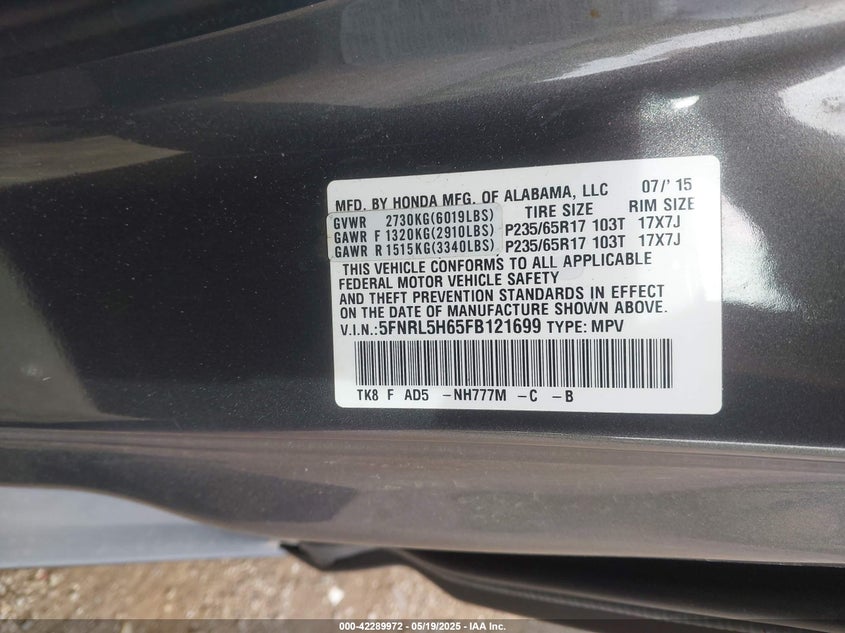 MFD. BY HONDA MFG. OF ALABAMA, LLC 07/'15
TIRE SIZE RIM SIZE
GVWR 2730KG(6019LBS)
GAWR F 1320KG(2910LBS) P235/65R17 103T 17X7J
GAWR R 1515KG(3340LBS) P235/65R17 103T 17X7J
THIS VEHICLE CONFORMS TO ALL APPLICABLE
FEDERAL MOTOR VEHICLE SAFETY
AND THEFT PREVENTION STANDARDS IN EFFECT
ON THE DATE OF MANUFACTURE SHOWN ABOVE.
V.I.N.:5FNRL5H65FB121699 TYPE: MPV
TK8 F AD5 -NH777M -C -B
000-42289972 - 05/19/2025 - IAA Inc.